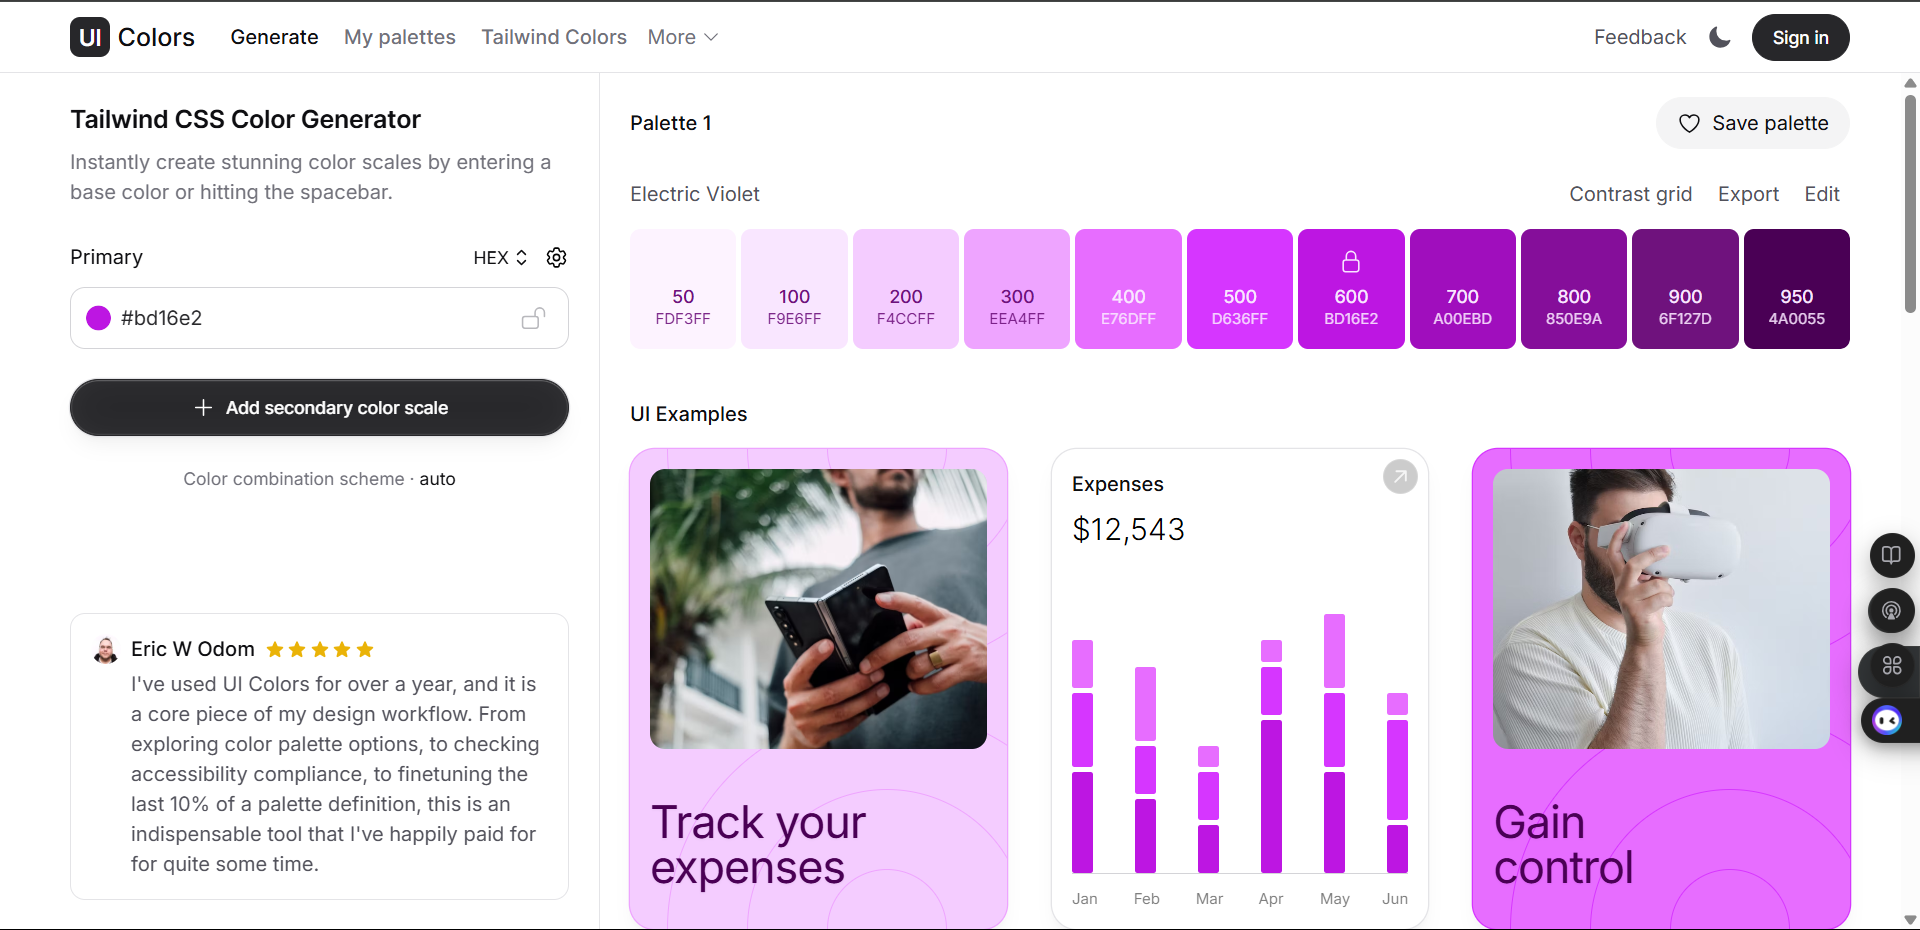 UI Colors
Generate
My palettes
Tailwind Colors
More
Feedback
Sign in
Tailwind CSS Color Generator
Instantly create stunning color scales by entering a
base color or hitting the spacebar.
Primary
HEX
#bd16e2
Add secondary color scale
Color combination scheme · auto
Eric W Odom
I've used UI Colors for over a year, and it is
a core piece of my design workflow. From
exploring color palette options, to checking
accessibility compliance, to finetuning the
last 10% of a palette definition, this is an
indispensable tool that I've happily paid for
for quite some time.
Palette 1
Save palette
Electric Violet
Contrast grid
Export
Edit
50
FDF3FF
100
F9E6FF
200
F4CCFF
300
EEA4FF
400
E76DFF
500
D636FF
600
BD16E2
700
A00EBD
800
850E9A
900
6F127D
950
4A0055
UI Examples
Track your
expenses
Expenses
$12,543
Jan
Feb
Mar
Apr
May
Jun
Gain
control